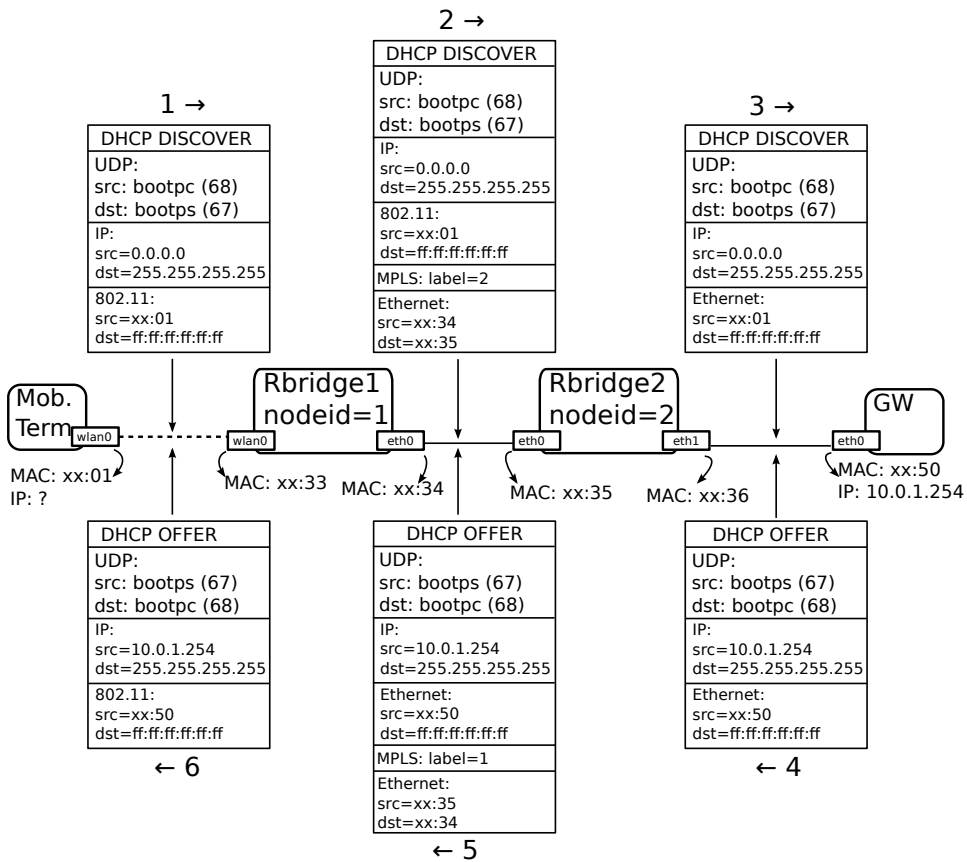 2 →
DHCP DISCOVER
UDP:
src: bootpc (68)
dst: bootps (67)
IP:
src=0.0.0.0
dst=255.255.255.255
802.11:
src=xx:01
dst=ff:ff:ff:ff:ff:ff
MPLS: label=2
Ethernet:
src=xx:34
dst=xx:35
1 →
DHCP DISCOVER
UDP:
src: bootpc (68)
dst: bootps (67)
IP:
src=0.0.0.0
dst=255.255.255.255
802.11:
src=xx:01
dst=ff:ff:ff:ff:ff:ff
3 →
DHCP DISCOVER
UDP:
src: bootpc (68)
dst: bootps (67)
IP:
src=0.0.0.0
dst=255.255.255.255
Ethernet:
src=xx:01
dst=ff:ff:ff:ff:ff:ff
Mob.
Term.
wlan0
MAC: xx:01
IP: ?
Rbridge1
nodeid=1
wlan0
eth0
MAC: xx:33
MAC: xx:34
Rbridge2
nodeid=2
eth0
eth1
MAC: xx:35
MAC: xx:36
GW
eth0
MAC: xx:50
IP: 10.0.1.254
DHCP OFFER
UDP:
src: bootps (67)
dst: bootpc (68)
IP:
src=10.0.1.254
dst=255.255.255.255
802.11:
src=xx:50
dst=ff:ff:ff:ff:ff:ff
← 6
DHCP OFFER
UDP:
src: bootps (67)
dst: bootpc (68)
IP:
src=10.0.1.254
dst=255.255.255.255
Ethernet:
src=xx:50
dst=ff:ff:ff:ff:ff:ff
MPLS: label=1
Ethernet:
src=xx:35
dst=xx:34
← 5
DHCP OFFER
UDP:
src: bootps (67)
dst: bootpc (68)
IP:
src=10.0.1.254
dst=255.255.255.255
Ethernet:
src=xx:50
dst=ff:ff:ff:ff:ff:ff
← 4